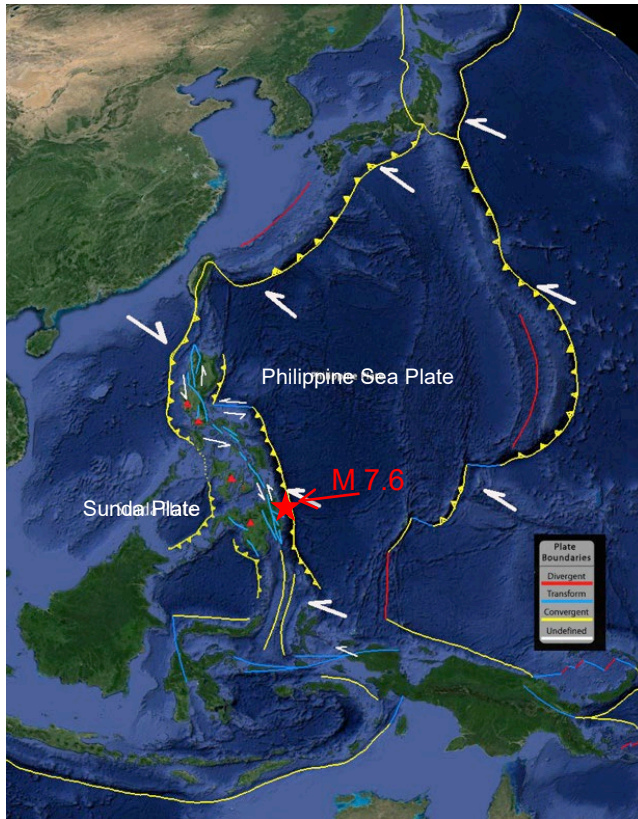 Philippine Sea Plate
M 7.6
Sunda Plate
Plate
Boundaries
Divergent
Transform
Convergent
Undefined